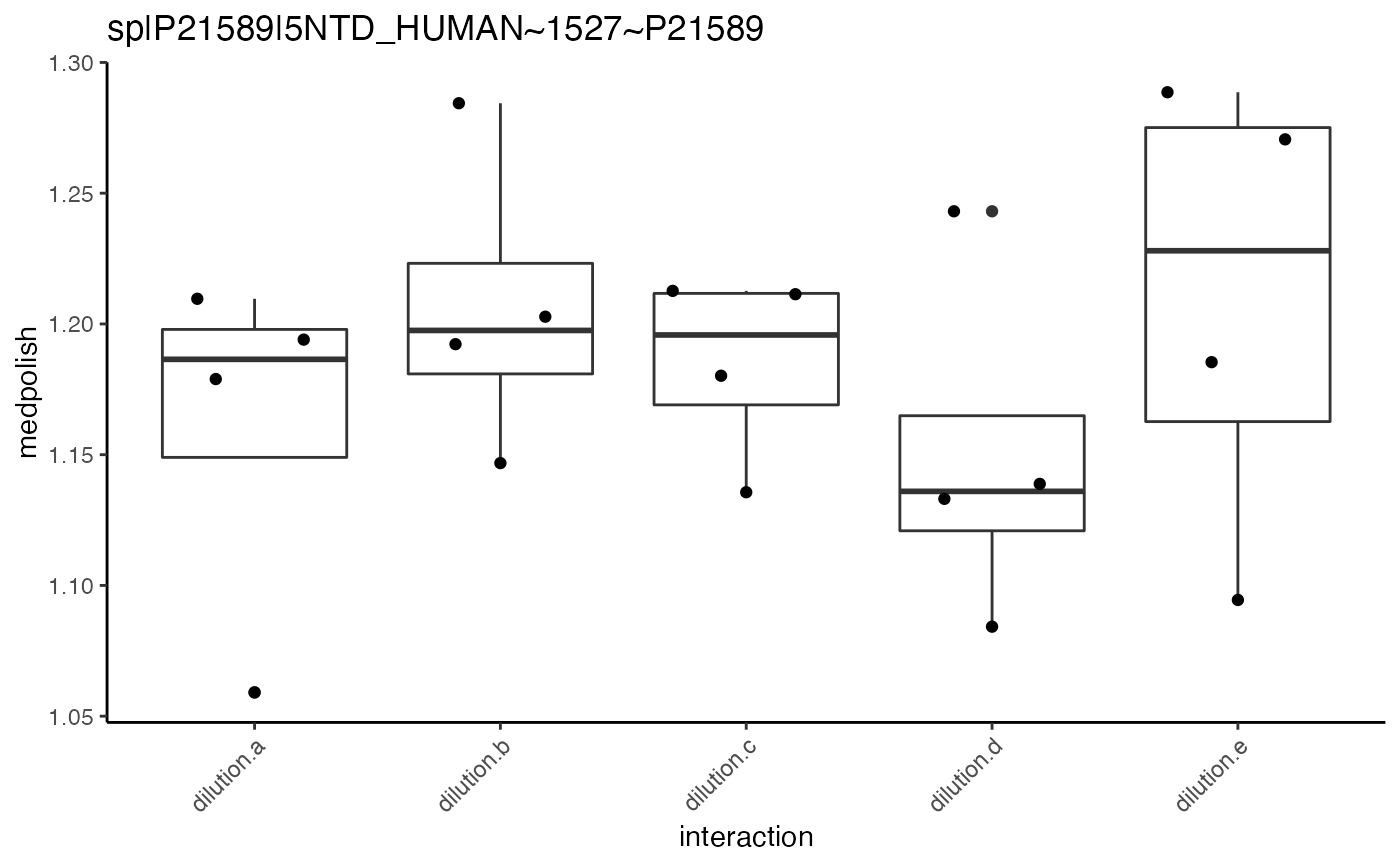 sp|P21589|5NTD_HUMAN~1527~P21589
1.30
1.25
1.20
1.15
1.10
1.05
medpolish
dilution.a
dilution.b
dilution.c
dilution.d
dilution.e
interaction